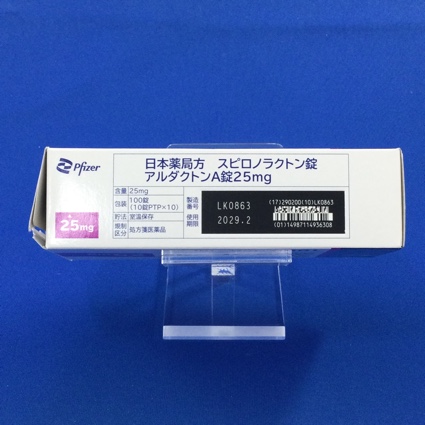 Pfizer
日本薬局方 スピロノラクトン錠
アルダクトンA錠25mg
含量 25mg
包装 100錠
(10錠PTP×10)
貯法 室温保存
規制区分 処方箋医薬品
製造番号 LK0863
使用期限 2029.2
(17)290200(10)LK0863
(01)14987114936308
25mg